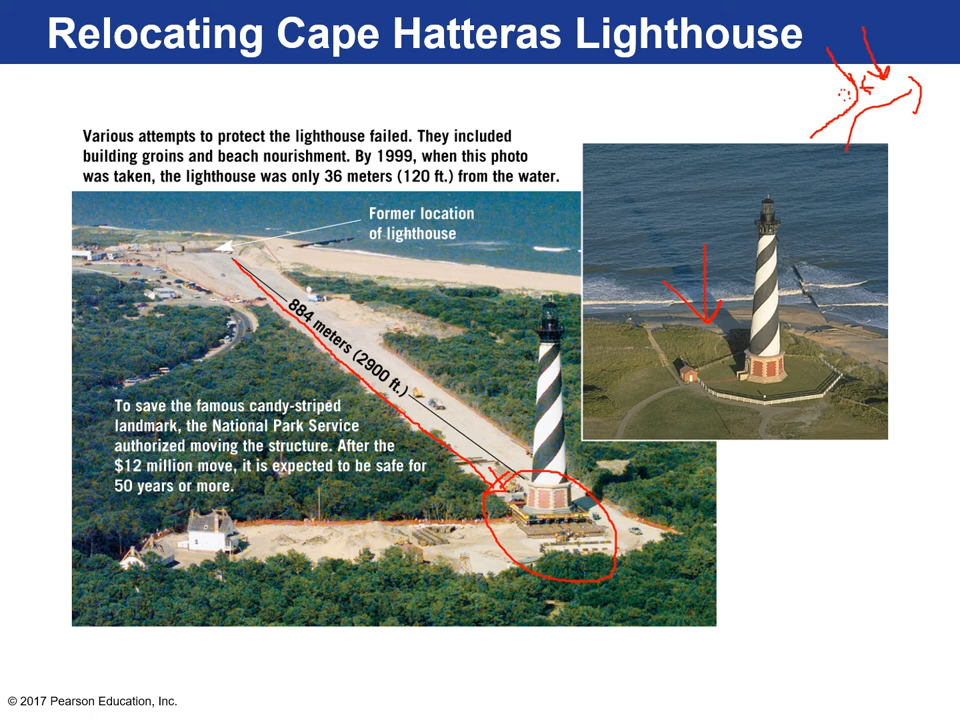 Relocating Cape Hatteras Lighthouse
Various attempts to protect the lighthouse failed. They included
building groins and beach nourishment. By 1999, when this photo
was taken, the lighthouse was only 36 meters (120 ft.) from the water.
Former location
of lighthouse
884 meters (2900 ft.)
To save the famous candy-striped
landmark, the National Park Service
authorized moving the structure. After the
$12 million move, it is expected to be safe for
50 years or more.
© 2017 Pearson Education, Inc.